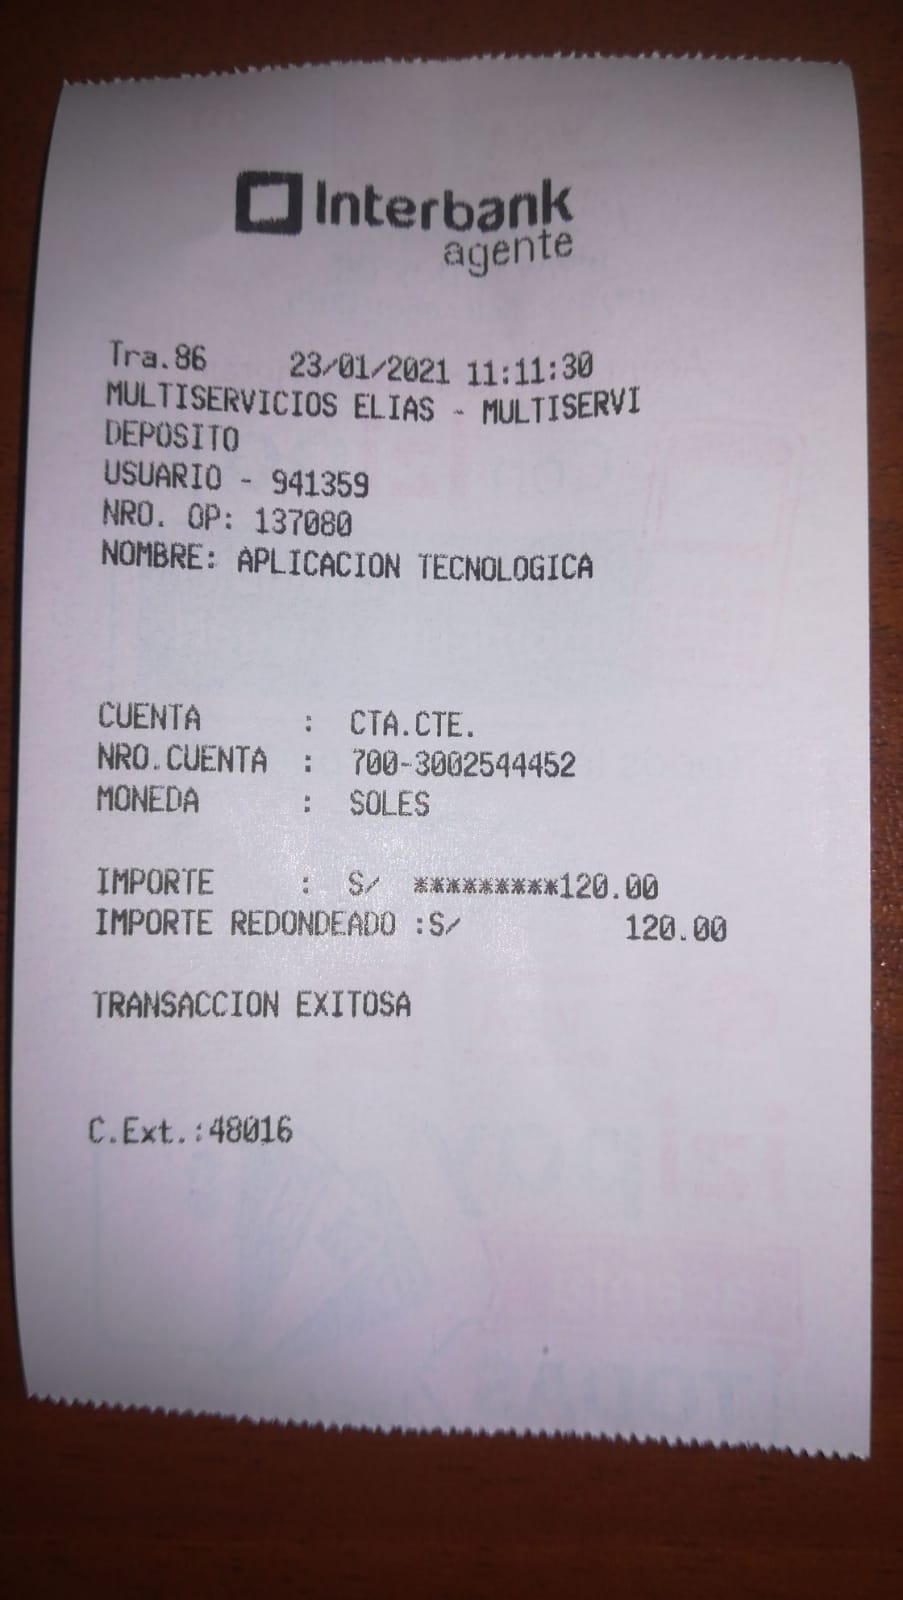 Interbank
agente
Tra.86 23/01/2021 11:11:30
MULTISERVICIOS ELIAS - MULTISERVI
DEPOSITO
USUARIO - 941359
NRO. OP: 137080
NOMBRE: APLICACION TECNOLOGICA
CUENTA : CTA.CTE.
NRO.CUENTA : 700-3002544452
MONEDA : SOLES
IMPORTE : S/ *********120.00
IMPORTE REDONDEADO :S/ 120.00
TRANSACCION EXITOSA
C.Ext.:48016